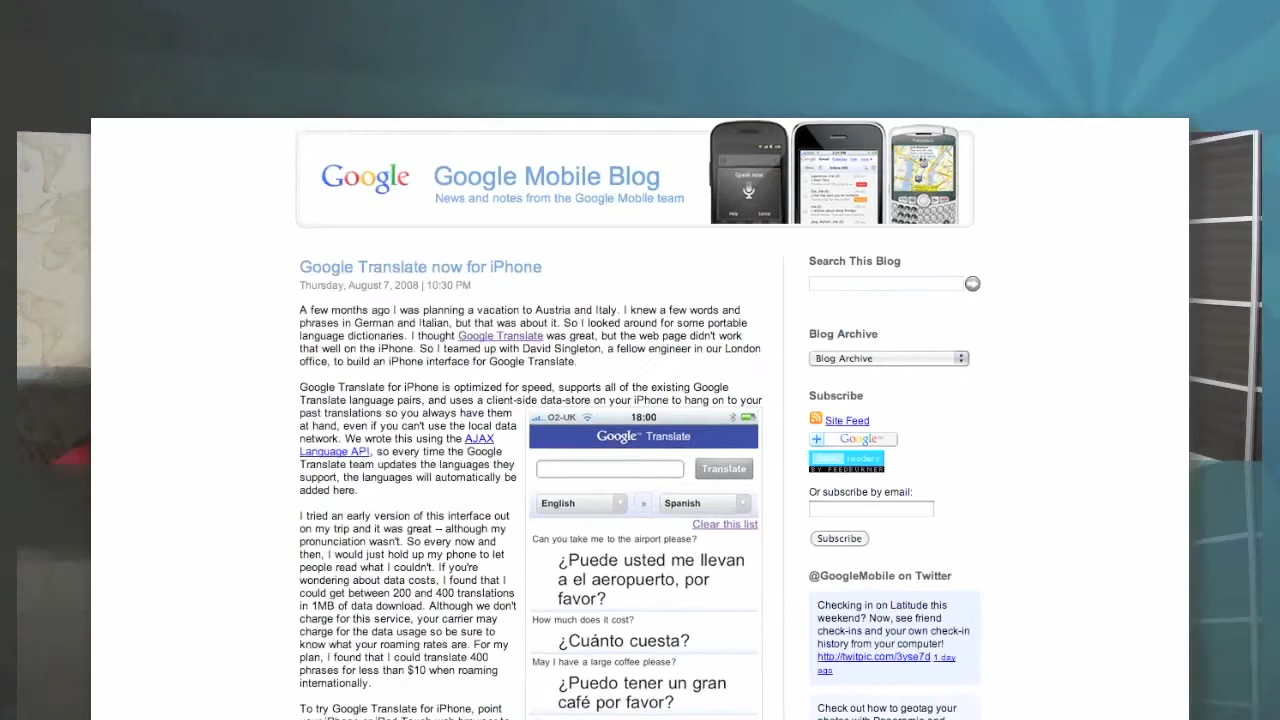 Google
Google Mobile Blog
News and notes from the Google Mobile team
Speak now
Help
Cancel
Google Translate now for iPhone
Thursday, August 7, 2008 | 10:30 PM
A few months ago I was planning a vacation to Austria and Italy. I knew a few words and
phrases in German and Italian, but that was about it. So I looked around for some portable
language dictionaries. I thought Google Translate was great, but the web page didn't work
that well on the iPhone. So I teamed up with David Singleton, a fellow engineer in our London
office, to build an iPhone interface for Google Translate.
Google Translate for iPhone is optimized for speed, supports all of the existing Google
Translate language pairs, and uses a client-side data-store on your iPhone to hang on to your
past translations so you always have them
at hand, even if you can't use the local data
network. We wrote this using the AJAX
Language API, so every time the Google
Translate team updates the languages they
support, the languages will automatically be
added here.
I tried an early version of this interface out
on my trip and it was great -- although my
pronunciation wasn't. So every now and
then, I would just hold up my phone to let
people read what I couldn't. If you're
wondering about data costs, I found that I
could get between 200 and 400 translations
in 1MB of data download. Although we don't
charge for this service, your carrier may
charge for the data usage so be sure to
know what your roaming rates are. For my
plan, I found that I could translate 400
phrases for less than $10 when roaming
internationally.
To try Google Translate for iPhone, point
O2-UK
18:00
Google™ Translate
Translate
English
»
Spanish
Clear this list
Can you take me to the airport please?
¿Puede usted me llevan
a el aeropuerto, por
favor?
How much does it cost?
¿Cuánto cuesta?
May I have a large coffee please?
¿Puedo tener un gran
café por favor?
Search This Blog
Blog Archive
Blog Archive
Subscribe
Site Feed
+ Google™
readers
BY FEEDBURNER
Or subscribe by email:
Subscribe
@GoogleMobile on Twitter
Checking in on Latitude this
weekend? Now, see friend
check-ins and your own check-in
history from your computer!
http://twitpic.com/3yse7d 1 day
ago
Check out how to geotag your